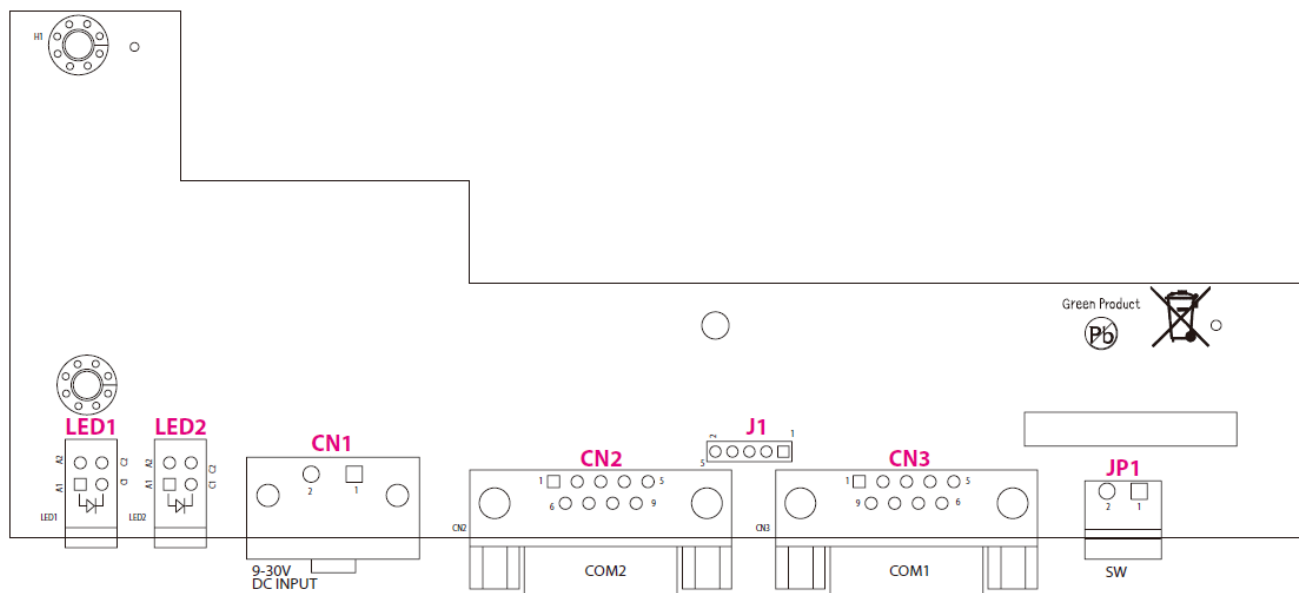 H1
Green Product
Pb
LED1
LED2
CN1
CN2
J1
CN3
JP1
2 1
5
A2 C2
A1 C1
LED1
A2 C2
A1 C1
LED2
2 1
1 5
6 9
CN2
1 5
9 6
CN3
2 1
9-30V
DC INPUT
COM2
COM1
SW